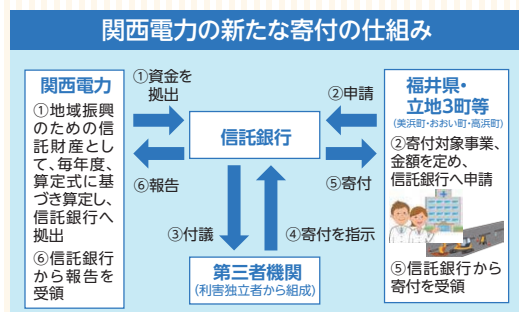 関西電力の新たな寄付の仕組み
関西電力
①地域振興
のための信
託財産とし
て、毎年度、
算定式に基
づき算定し、
信託銀行へ
拠出
⑥信託銀行
から報告を
受領
①資金を
拠出
⑥報告
信託銀行
②申請
⑤寄付
③付議
④寄付を指示
第三者機関
(利害独立者から組成)
福井県・
立地3町等
(美浜町・おおい町・高浜町)
②寄付対象事業、
金額を定め、
信託銀行へ申請
⑤信託銀行から
寄付を受領